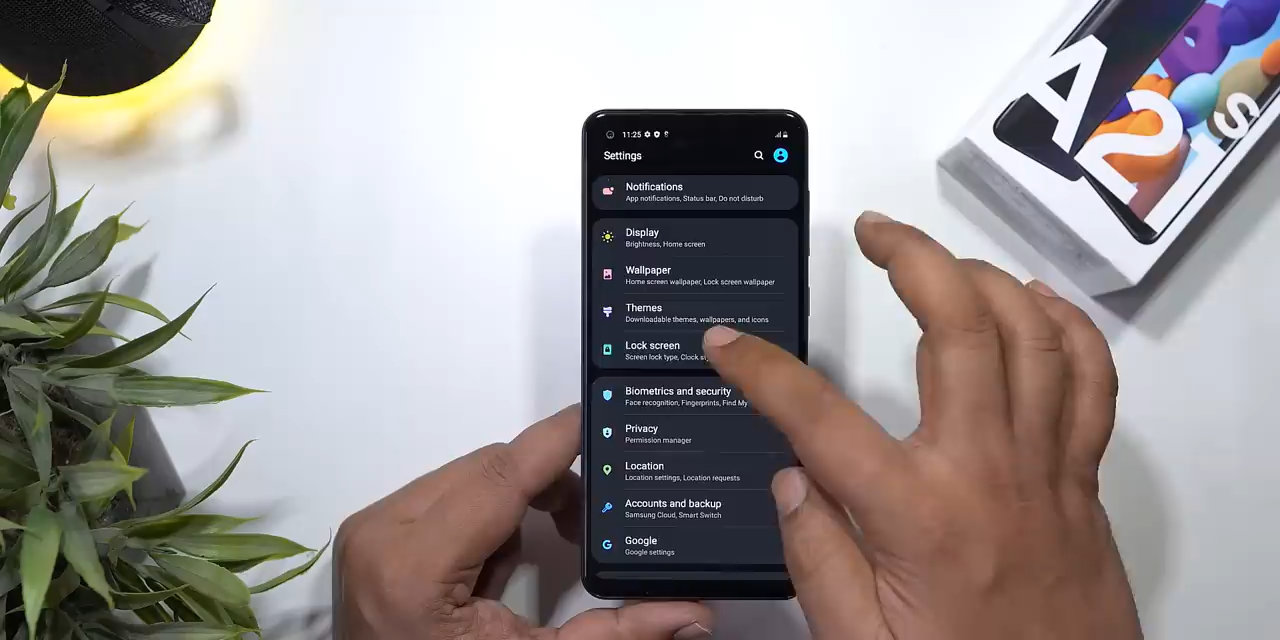 11:25
Settings
Notifications
App notifications, Status bar, Do not disturb
Display
Brightness, Home screen
Wallpaper
Home screen wallpaper, Lock screen wallpaper
Themes
Downloadable themes, wallpapers, and icons
Lock screen
Screen lock type, Clock
Biometrics and security
Face recognition, Fingerprints, Find My
Privacy
Permission manager
Location
Location settings, Location requests
Accounts and backup
Samsung Cloud, Smart Switch
Google
Google settings
A21s